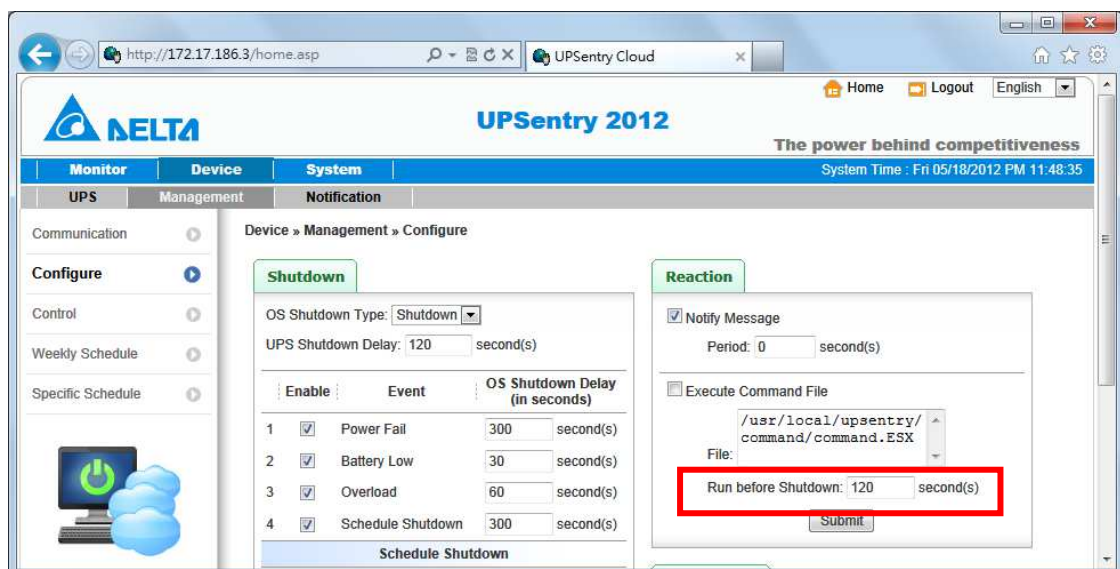 http://172.17.186.3/home.asp
UPSentry Cloud
Home Logout English
DELTA
UPSentry 2012
The power behind competitiveness
Monitor Device System
System Time : Fri 05/18/2012 PM 11:48:35
UPS Management Notification
Communication
Configure
Control
Weekly Schedule
Specific Schedule
Device » Management » Configure
Shutdown
OS Shutdown Type: Shutdown
UPS Shutdown Delay: 120 second(s)
Enable Event OS Shutdown Delay
(in seconds)
1 Power Fail 300 second(s)
2 Battery Low 30 second(s)
3 Overload 60 second(s)
4 Schedule Shutdown 300 second(s)
Schedule Shutdown
Reaction
Notify Message
Period: 0 second(s)
Execute Command File
/usr/local/upsentry/
command/command.ESX
File:
Run before Shutdown: 120 second(s)
Submit